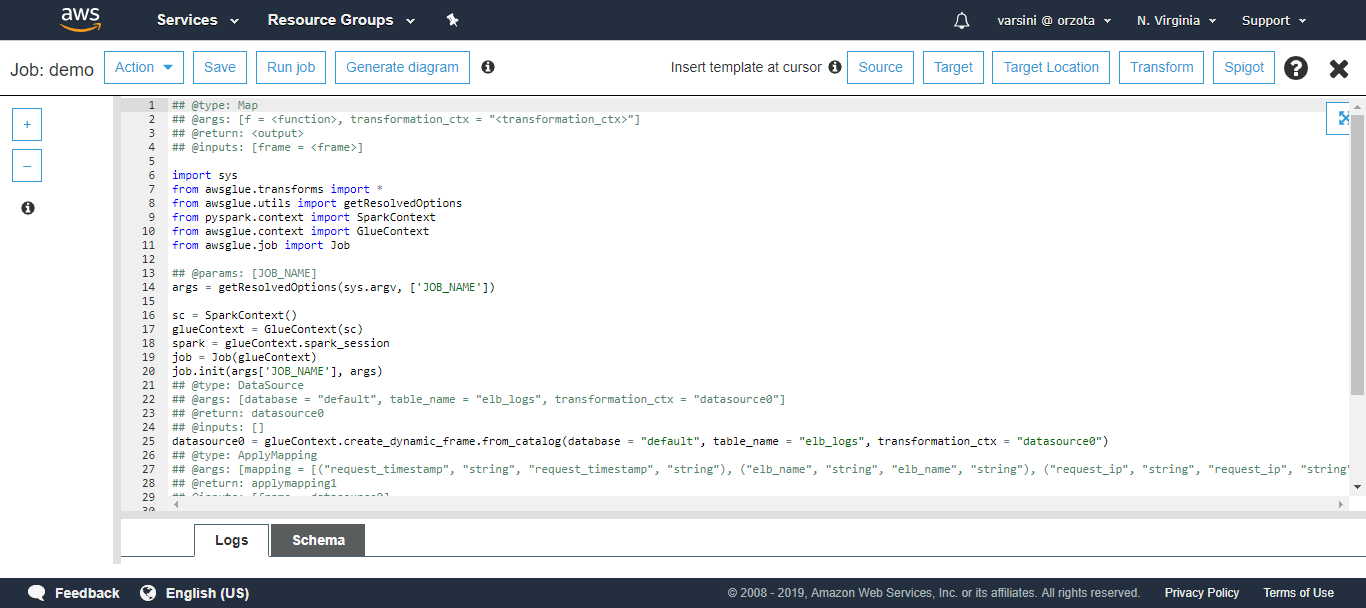 aws Services Resource Groups varsini @ orzota N. Virginia Support
Job: demo Action Save Run job Generate diagram Insert template at cursor Source Target Target Location Transform Spigot
+
−
1 ## @type: Map
2 ## @args: [f = <function>, transformation_ctx = "<transformation_ctx>"]
3 ## @return: <output>
4 ## @inputs: [frame = <frame>]
5
6 import sys
7 from awsglue.transforms import *
8 from awsglue.utils import getResolvedOptions
9 from pyspark.context import SparkContext
10 from awsglue.context import GlueContext
11 from awsglue.job import Job
12
13 ## @params: [JOB_NAME]
14 args = getResolvedOptions(sys.argv, ['JOB_NAME'])
15
16 sc = SparkContext()
17 glueContext = GlueContext(sc)
18 spark = glueContext.spark_session
19 job = Job(glueContext)
20 job.init(args['JOB_NAME'], args)
21 ## @type: DataSource
22 ## @args: [database = "default", table_name = "elb_logs", transformation_ctx = "datasource0"]
23 ## @return: datasource0
24 ## @inputs: []
25 datasource0 = glueContext.create_dynamic_frame.from_catalog(database = "default", table_name = "elb_logs", transformation_ctx = "datasource0")
26 ## @type: ApplyMapping
27 ## @args: [mapping = [("request_timestamp", "string", "request_timestamp", "string"), ("elb_name", "string", "elb_name", "string"), ("request_ip", "string", "request_ip", "string"
28 ## @return: applymapping1
29 ## @inputs: [frame = datasource0]
30
Logs Schema
Feedback English (US) © 2008 - 2019, Amazon Web Services, Inc. or its affiliates. All rights reserved. Privacy Policy Terms of Use